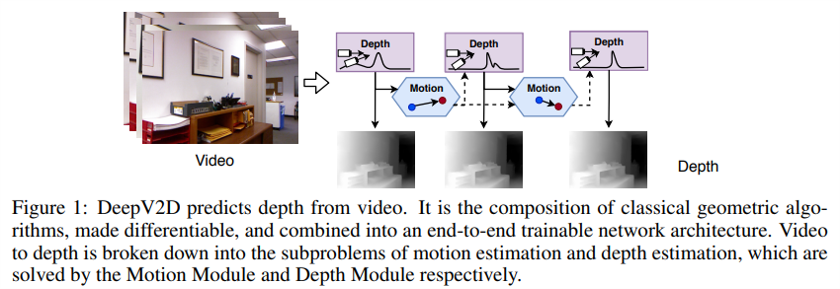 Depth
Depth
Depth
Motion
Motion
Video
Depth
Figure 1: DeepV2D predicts depth from video. It is the composition of classical geometric algo-
rithms, made differentiable, and combined into an end-to-end trainable network architecture. Video
to depth is broken down into the subproblems of motion estimation and depth estimation, which are
solved by the Motion Module and Depth Module respectively.